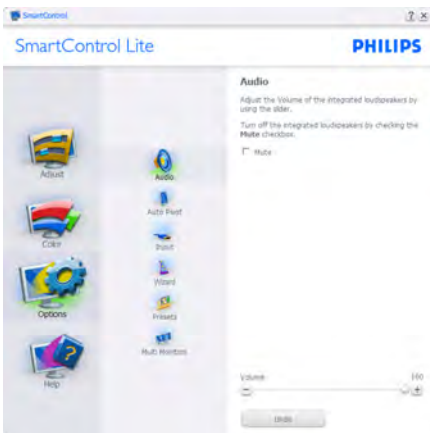 SmartControl
? X
SmartControl Lite
PHILIPS
Audio
Adjust the Volume of the integrated loudspeakers by
using the slider.
Turn off the integrated loudspeakers by checking the
Mute checkbox.
Mute
Adjust
Color
Options
Help
Audio
Auto Pivot
Input
Wizard
Presets
Multi Monitors
Volume
100
Undo